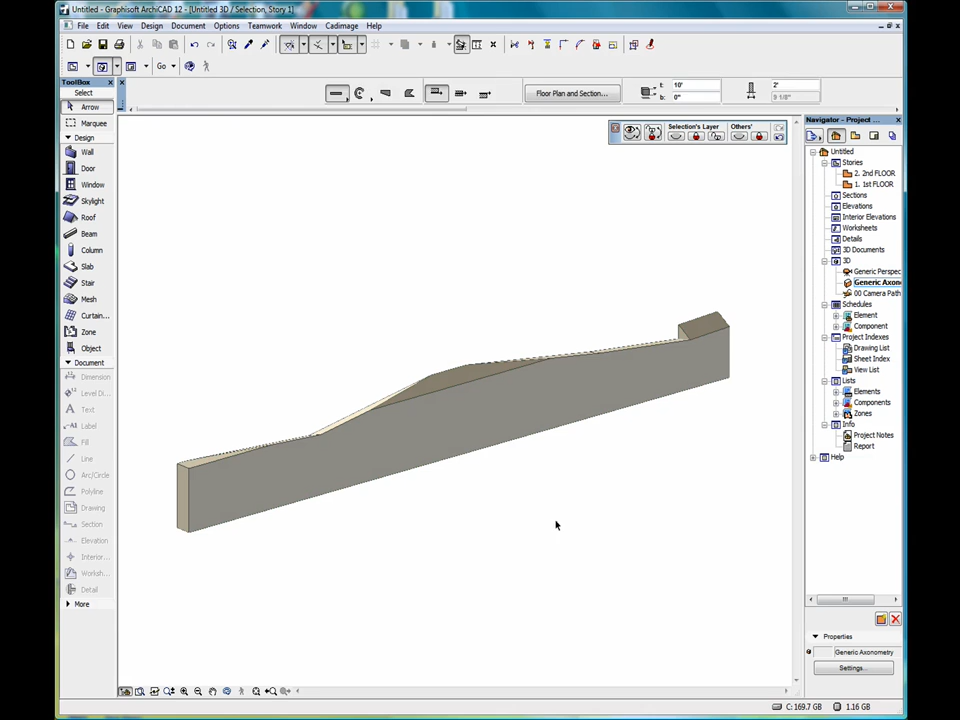 Untitled - Graphisoft ArchiCAD 12 - [Untitled 3D / Selection, Story 1]
File Edit View Design Document Options Teamwork Window Cadimage Help
Go
ToolBox
Select
Arrow
Marquee
Design
Wall
Door
Window
Skylight
Roof
Beam
Column
Slab
Stair
Mesh
Curtain...
Zone
Object
Document
Dimension
Level Di...
Text
Label
Fill
Line
Arc/Circle
Polyline
Drawing
Section
Elevation
Interior...
Worksh...
Detail
More
Floor Plan and Section...
t: 10'
b: 0"
2'
9 1/8"
Selection's Layer Others'
Navigator - Project ...
Untitled
Stories
2. 2nd FLOOR
1. 1st FLOOR
Sections
Elevations
Interior Elevations
Worksheets
Details
3D Documents
3D
Generic Perspec
Generic Axon
00 Camera Path
Schedules
Element
Component
Project Indexes
Drawing List
Sheet Index
View List
Lists
Elements
Components
Zones
Info
Project Notes
Report
Help
Properties
Generic Axonometry
Settings...
C: 169.7 GB 1.16 GB